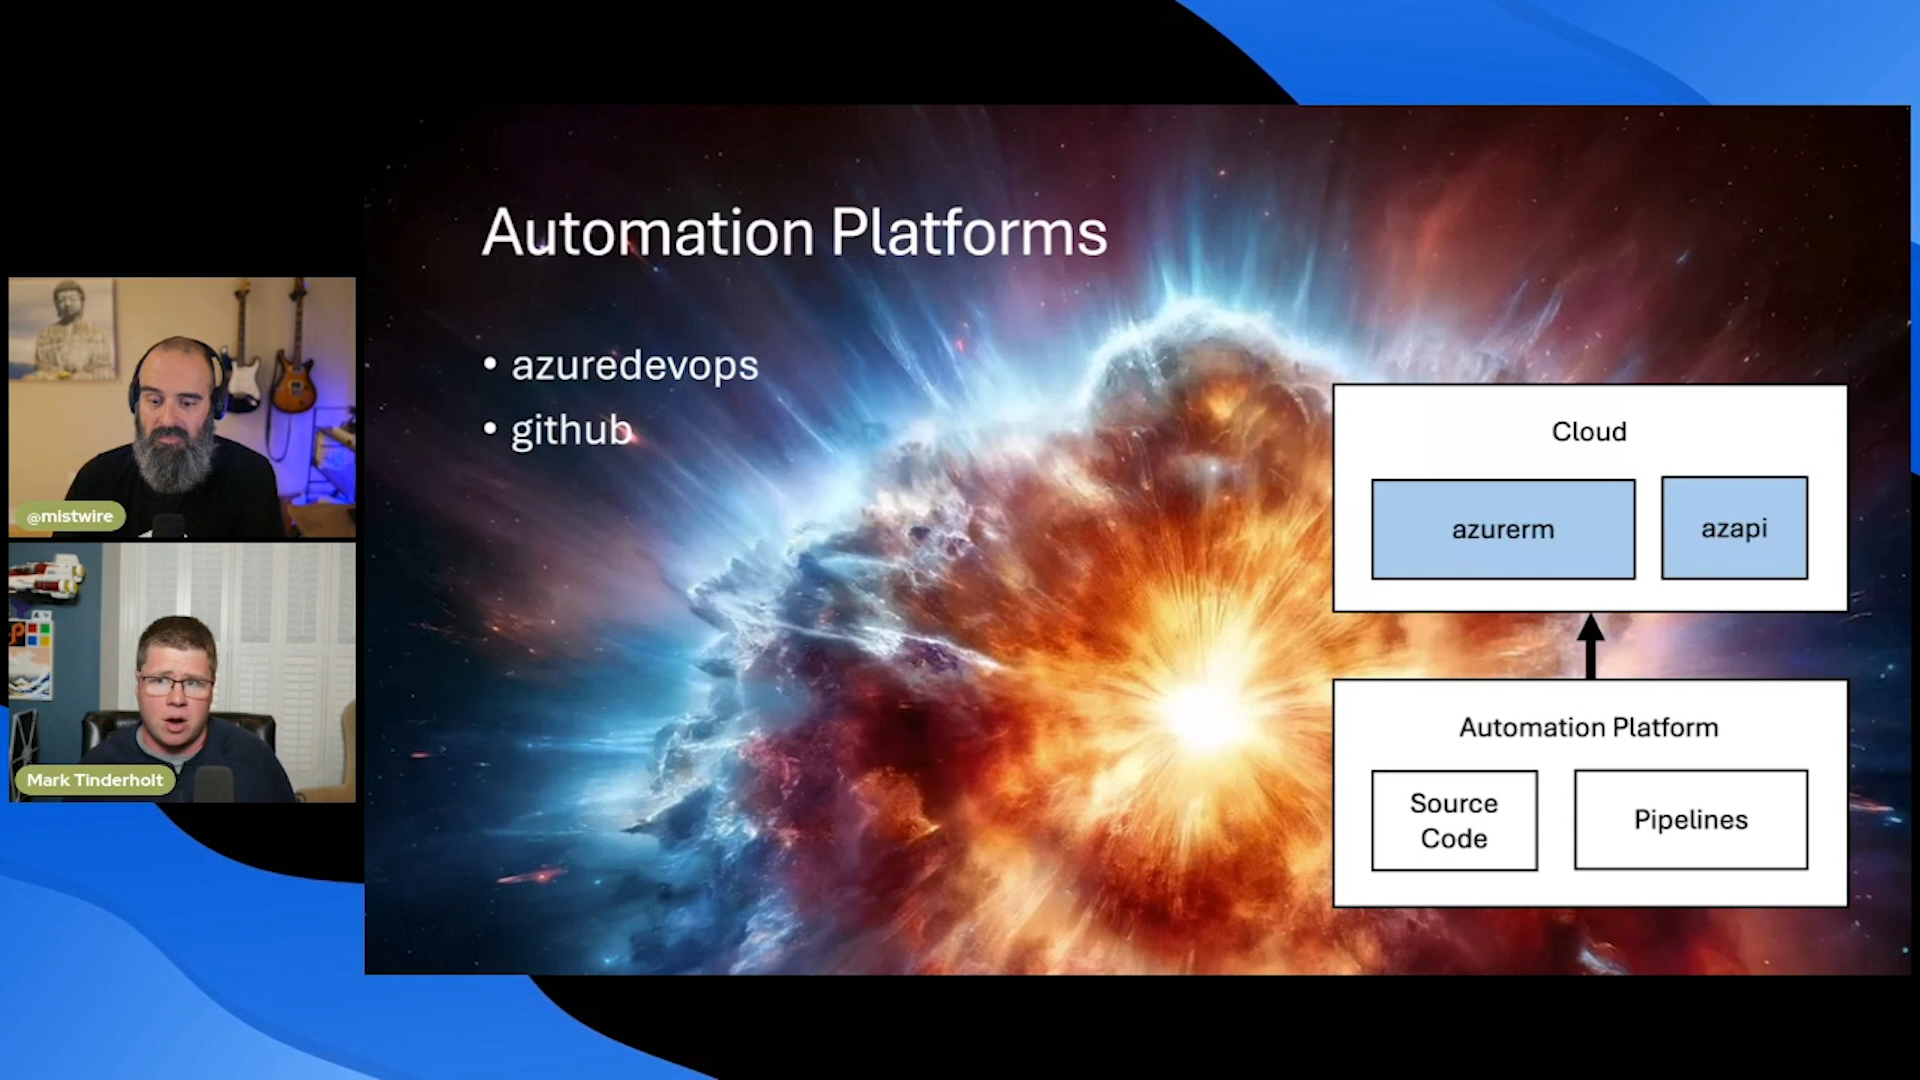 Automation Platforms
• azuredevops
• github
Cloud
azurerm
azapi
Automation Platform
Source
Code
Pipelines
@mistwire
Mark Tinderholt